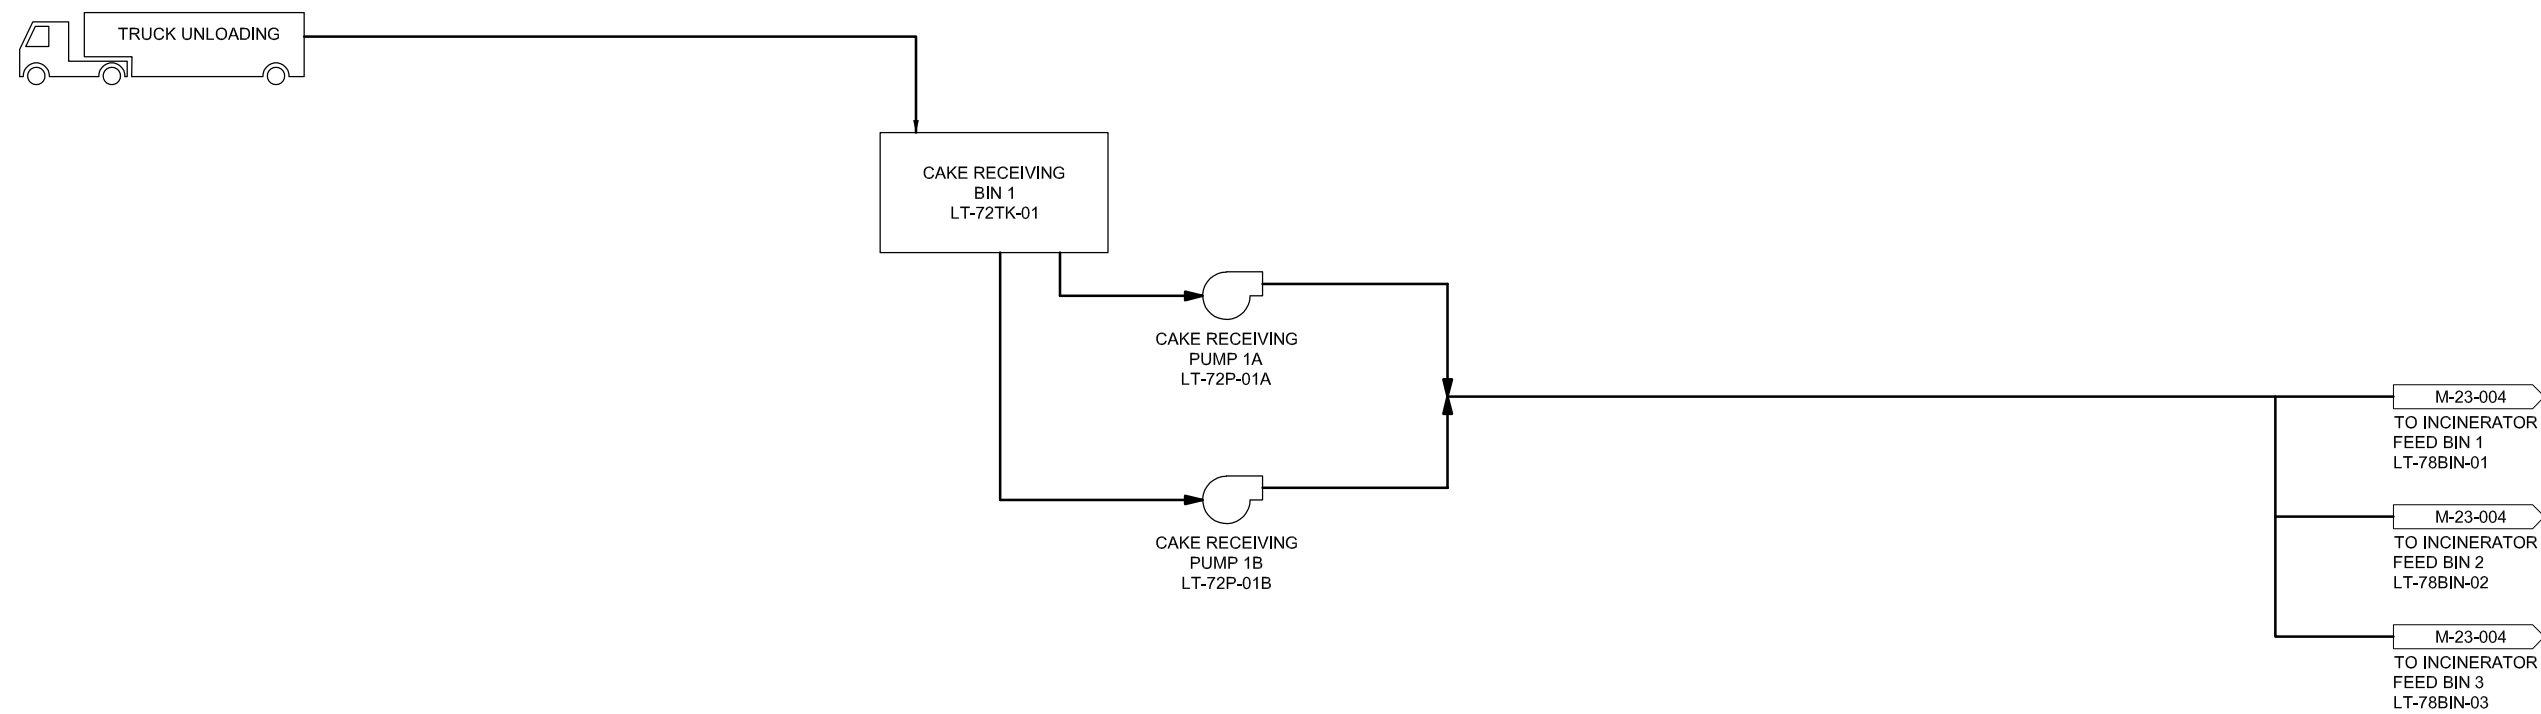 TRUCK UNLOADING
CAKE RECEIVING
BIN 1
LT-72TK-01
CAKE RECEIVING
PUMP 1A
LT-72P-01A
CAKE RECEIVING
PUMP 1B
LT-72P-01B
M-23-004
TO INCINERATOR
FEED BIN 1
LT-78BIN-01
M-23-004
TO INCINERATOR
FEED BIN 2
LT-78BIN-02
M-23-004
TO INCINERATOR
FEED BIN 3
LT-78BIN-03